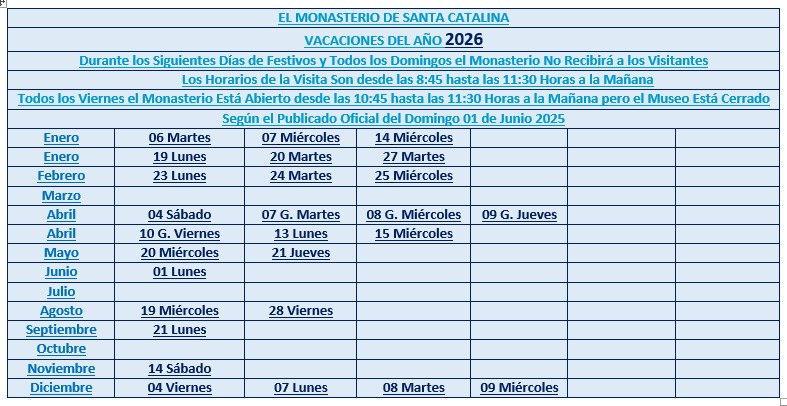 EL MONASTERIO DE SANTA CATALINA
VACACIONES DEL AÑO 2026
Durante los Siguientes Días de Festivos y Todos los Domingos el Monasterio No Recibirá a los Visitantes
Los Horarios de la Visita Son desde las 8:45 hasta las 11:30 Horas a la Mañana
Todos los Viernes el Monasterio Está Abierto desde las 10:45 hasta las 11:30 Horas a la Mañana pero el Museo Está Cerrado
Según el Publicado Oficial del Domingo 01 de Junio 2025
Enero 06 Martes 07 Miércoles 14 Miércoles
Enero 19 Lunes 20 Martes 27 Martes
Febrero 23 Lunes 24 Martes 25 Miércoles
Marzo
Abril 04 Sábado 07 G. Martes 08 G. Miércoles 09 G. Jueves
Abril 10 G. Viernes 13 Lunes 15 Miércoles
Mayo 20 Miércoles 21 Jueves
Junio 01 Lunes
Julio
Agosto 19 Miércoles 28 Viernes
Septiembre 21 Lunes
Octubre
Noviembre 14 Sábado
Diciembre 04 Viernes 07 Lunes 08 Martes 09 Miércoles